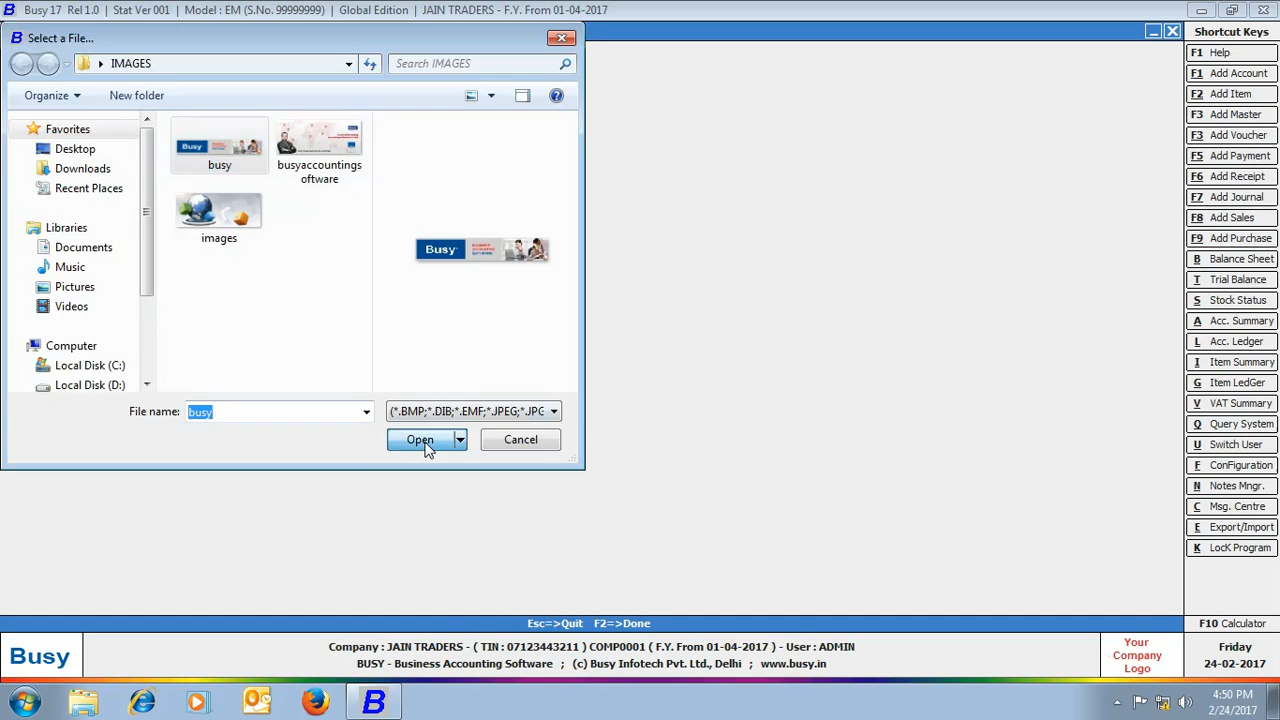 Busy 17 Rel 1.0 | Stat Ver 001 | Model : EM (S.No. 99999999) | Global Edition | JAIN TRADERS - F.Y. From 01-04-2017
Select a File...
IMAGES
Search IMAGES
Organize
New folder
Favorites
Desktop
Downloads
Recent Places
Libraries
Documents
Music
Pictures
Videos
Computer
Local Disk (C:)
Local Disk (D:)
Busy
busy
busyaccountings
oftware
images
Busy
File name: busy
(*.BMP;*.DIB;*.EMF;*.JPEG;*.JPG
Open
Cancel
Shortcut Keys
F1 Help
F1 Add Account
F2 Add Item
F3 Add Master
F3 Add Voucher
F5 Add Payment
F6 Add Receipt
F7 Add Journal
F8 Add Sales
F9 Add Purchase
B Balance Sheet
T Trial Balance
S Stock Status
A Acc. Summary
L Acc. Ledger
I Item Summary
G Item LedGer
V VAT Summary
Q Query System
U Switch User
F ConFiguration
N Notes Mngr.
C Msg. Centre
E Export/Import
K LocK Program
Esc=>Quit F2=>Done
F10 Calculator
Busy
Company : JAIN TRADERS - ( TIN : 07123443211 ) COMP0001 ( F.Y. From 01-04-2017 ) - User : ADMIN
BUSY - Business Accounting Software ; (c) Busy Infotech Pvt. Ltd., Delhi ; www.busy.in
Your
Company
Logo
Friday
24-02-2017
4:50 PM
2/24/2017